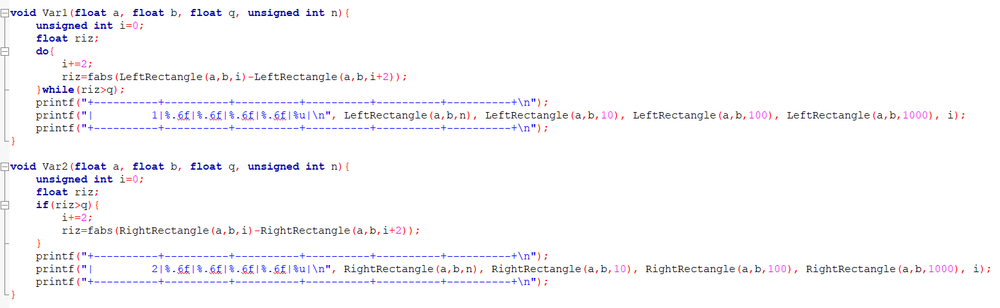 void Var1(float a, float b, float q, unsigned int n){
    unsigned int i=0;
    float riz;
    do{
        i+=2;
        riz=fabs(LeftRectangle(a,b,i)-LeftRectangle(a,b,i+2));
    }while(riz>q);
    printf("+----------+----------+----------+----------+----------+----------+\n");
    printf("|         1|%.6f|%.6f|%.6f|%.6f|%u|\n", LeftRectangle(a,b,n), LeftRectangle(a,b,10), LeftRectangle(a,b,100), LeftRectangle(a,b,1000), i);
    printf("+----------+----------+----------+----------+----------+----------+\n");
}

void Var2(float a, float b, float q, unsigned int n){
    unsigned int i=0;
    float riz;
    if(riz>q){
        i+=2;
        riz=fabs(RightRectangle(a,b,i)-RightRectangle(a,b,i+2));
    }
    printf("+----------+----------+----------+----------+----------+----------+\n");
    printf("|         2|%.6f|%.6f|%.6f|%.6f|%u|\n", RightRectangle(a,b,n), RightRectangle(a,b,10), RightRectangle(a,b,100), RightRectangle(a,b,1000), i);
    printf("+----------+----------+----------+----------+----------+----------+\n");
}